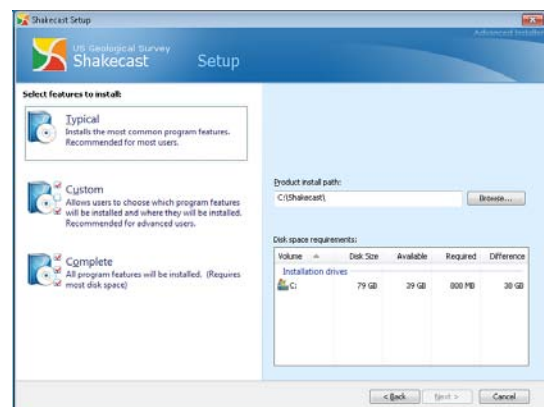 Shakecast Setup
Advanced Installer
US Geological Survey
Shakecast Setup
Select features to install:
Typical
Installs the most common program features.
Recommended for most users.
Custom
Allows users to choose which program features
will be installed and where they will be installed.
Recommended for advanced users.
Complete
All program features will be installed. (Requires
most disk space)
Product install path:
C:\Shakecast\
Browse...
Disk space requirements:
Volume Disk Size Available Required Difference
Installation drives
C: 79 GB 39 GB 800 MB 38 GB
< Back Next > Cancel